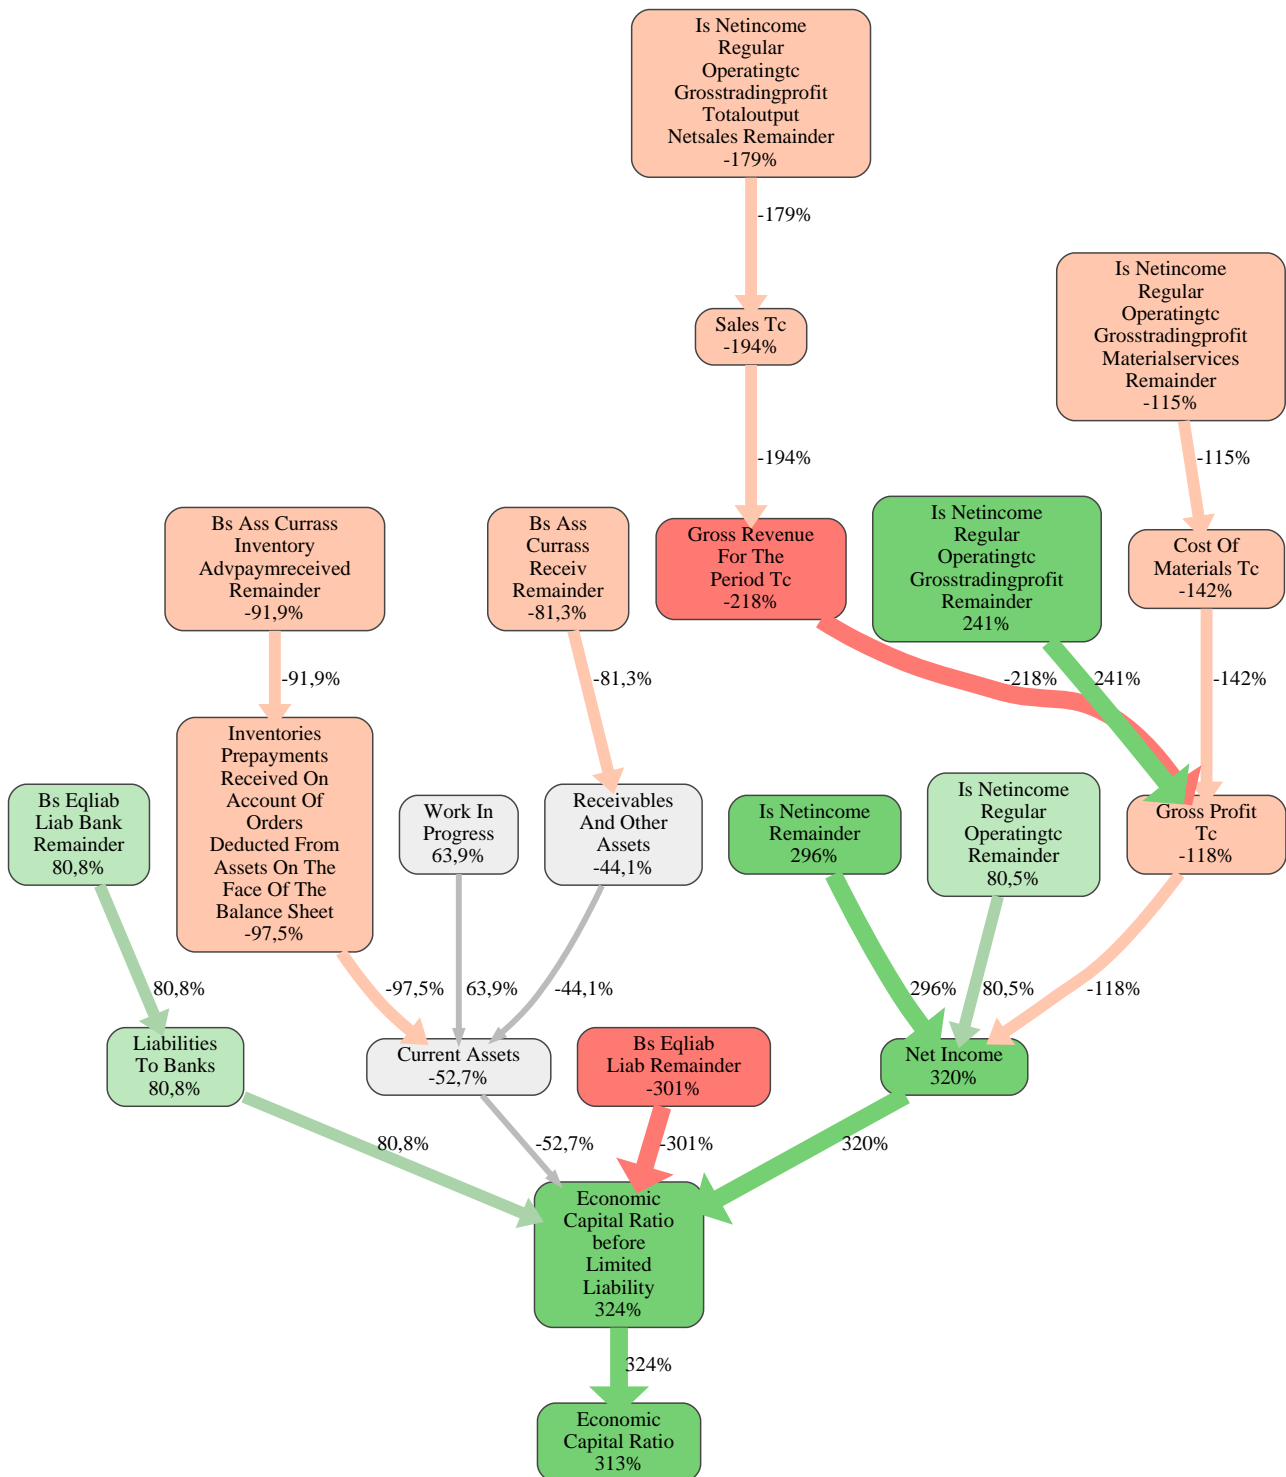 Is Netincome
Regular
Operatingtc
Grosstradingprofit
Totaloutput
Netsales Remainder
-179%
-179%
Sales Tc
-194%
Is Netincome
Regular
Operatingtc
Grosstradingprofit
Materialservices
Remainder
-115%
-194%
-115%
Bs Ass Currass
Inventory
Advpaymreceived
Remainder
-91,9%
Bs Ass
Currass
Receiv
Remainder
-81,3%
Gross Revenue
For The
Period Tc
-218%
Is Netincome
Regular
Operatingtc
Grosstradingprofit
Remainder
241%
Cost Of
Materials Tc
-142%
-91,9%
-81,3%
-218%
241%
-142%
Bs Eqliab
Liab Bank
Remainder
80,8%
Inventories
Prepayments
Received On
Account Of
Orders
Deducted From
Assets On The
Face Of The
Balance Sheet
-97,5%
Work In
Progress
63,9%
Receivables
And Other
Assets
-44,1%
Is Netincome
Remainder
296%
Is Netincome
Regular
Operatingtc
Remainder
80,5%
Gross Profit
Tc
-118%
80,8%
-97,5%
63,9%
-44,1%
296%
80,5%
-118%
Liabilities
To Banks
80,8%
Current Assets
-52,7%
Bs Eqliab
Liab Remainder
-301%
Net Income
320%
80,8%
-52,7%
-301%
320%
Economic
Capital Ratio
before
Limited
Liability
324%
324%
Economic
Capital Ratio
313%